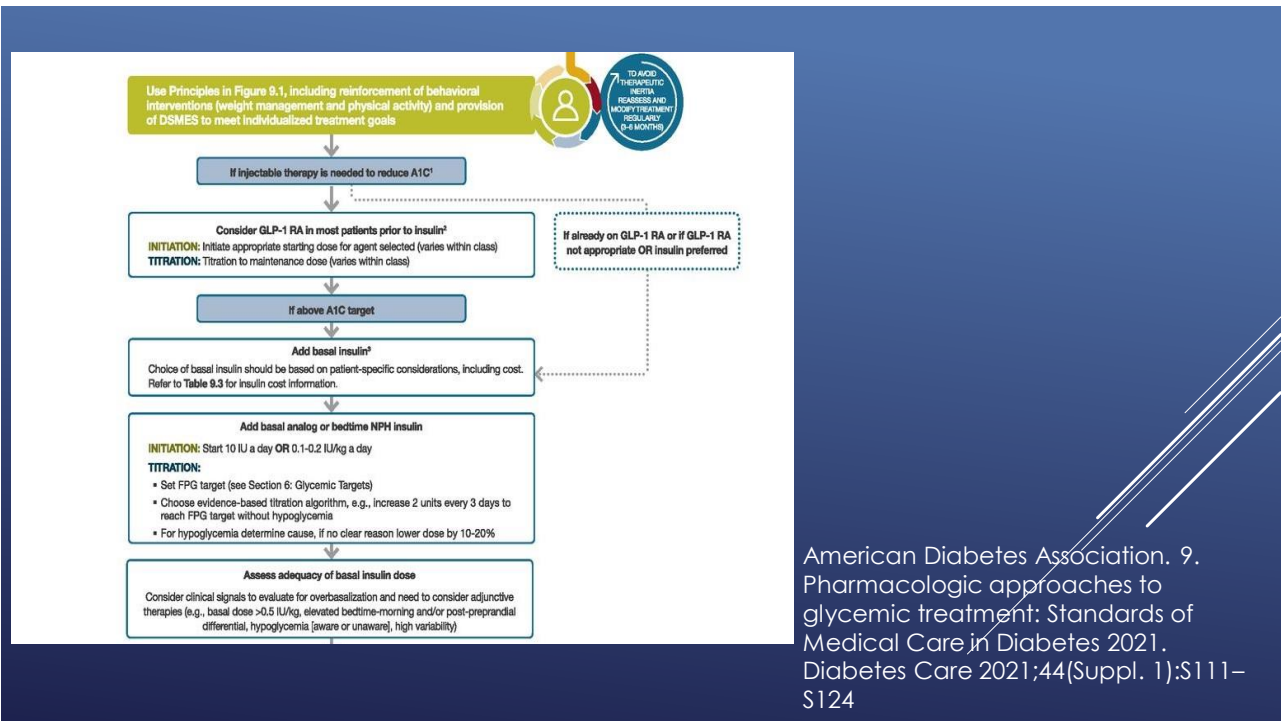 Use Principles in Figure 9.1, including reinforcement of behavioral
interventions (weight management and physical activity) and provision
of DSMES to meet individualized treatment goals
TO AVOID
THERAPEUTIC
INERTIA
REASSESS AND
MODIFY TREATMENT
REGULARLY
(3-6 MONTHS)
If injectable therapy is needed to reduce A1C¹
Consider GLP-1 RA in most patients prior to insulin²
INITIATION: Initiate appropriate starting dose for agent selected (varies within class)
TITRATION: Titration to maintenance dose (varies within class)
If already on GLP-1 RA or if GLP-1 RA
not appropriate OR insulin preferred
If above A1C target
Add basal insulin³
Choice of basal insulin should be based on patient-specific considerations, including cost.
Refer to Table 9.3 for insulin cost information.
Add basal analog or bedtime NPH insulin
INITIATION: Start 10 IU a day OR 0.1-0.2 IU/kg a day
TITRATION:
▪ Set FPG target (see Section 6: Glycemic Targets)
▪ Choose evidence-based titration algorithm, e.g., increase 2 units every 3 days to
reach FPG target without hypoglycemia
▪ For hypoglycemia determine cause, if no clear reason lower dose by 10-20%
Assess adequacy of basal insulin dose
Consider clinical signals to evaluate for overbasalization and need to consider adjunctive
therapies (e.g., basal dose >0.5 IU/kg, elevated bedtime-morning and/or post-preprandial
differential, hypoglycemia [aware or unaware], high variability)
American Diabetes Association. 9.
Pharmacologic approaches to
glycemic treatment: Standards of
Medical Care in Diabetes 2021.
Diabetes Care 2021;44(Suppl. 1):S111–
S124